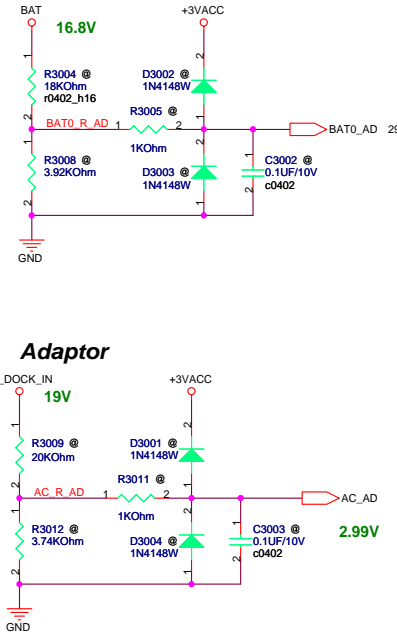 BAT
16.8V
+3VACC
R3004 @
18KOhm
r0402_h16
D3002 @
1N4148W
R3005 @
BAT0_R_AD
1
2
1KOhm
BAT0_AD
29
R3008 @
3.92KOhm
D3003 @
1N4148W
C3002 @
0.1UF/10V
c0402
GND
Adaptor
_DOCK_IN
19V
+3VACC
R3009 @
20KOhm
D3001 @
1N4148W
R3011 @
AC_R_AD
1
2
1KOhm
AC_AD
2.99V
R3012 @
3.74KOhm
D3004 @
1N4148W
C3003 @
0.1UF/10V
c0402
GND